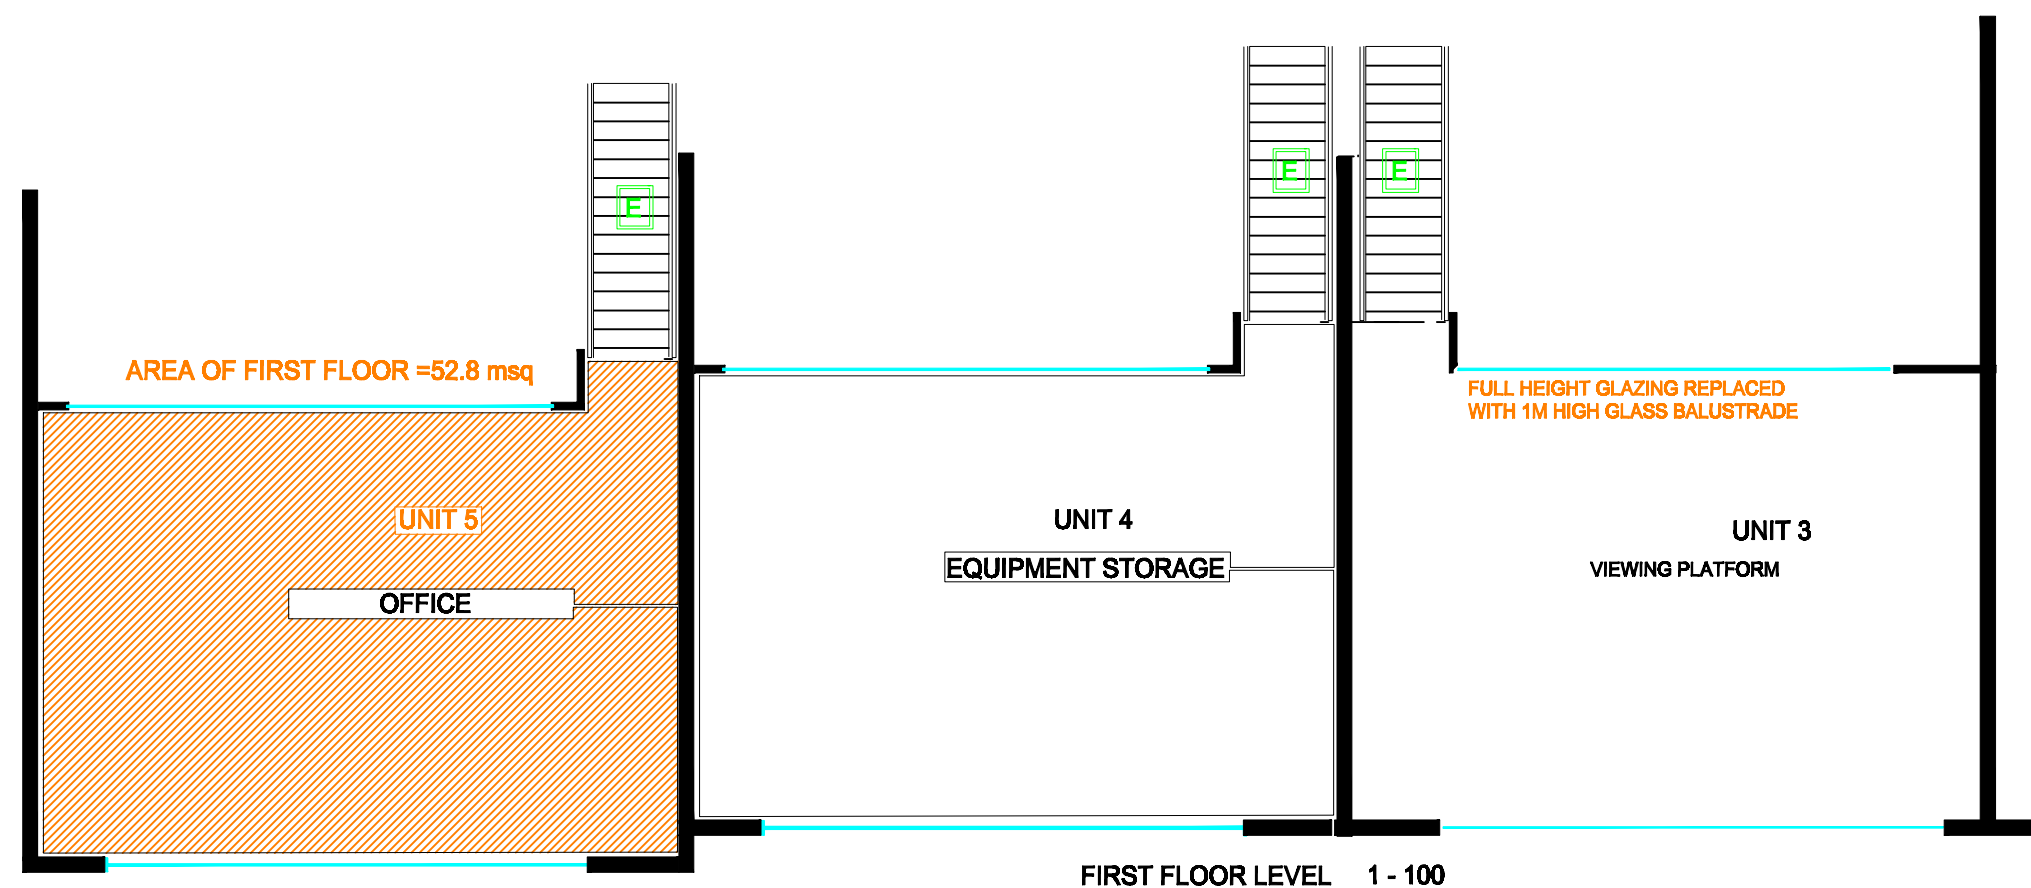 E
E
E
AREA OF FIRST FLOOR =52.8 msq
FULL HEIGHT GLAZING REPLACED
WITH 1M HIGH GLASS BALUSTRADE
UNIT 5
OFFICE
UNIT 4
EQUIPMENT STORAGE
UNIT 3
VIEWING PLATFORM
FIRST FLOOR LEVEL 1 - 100